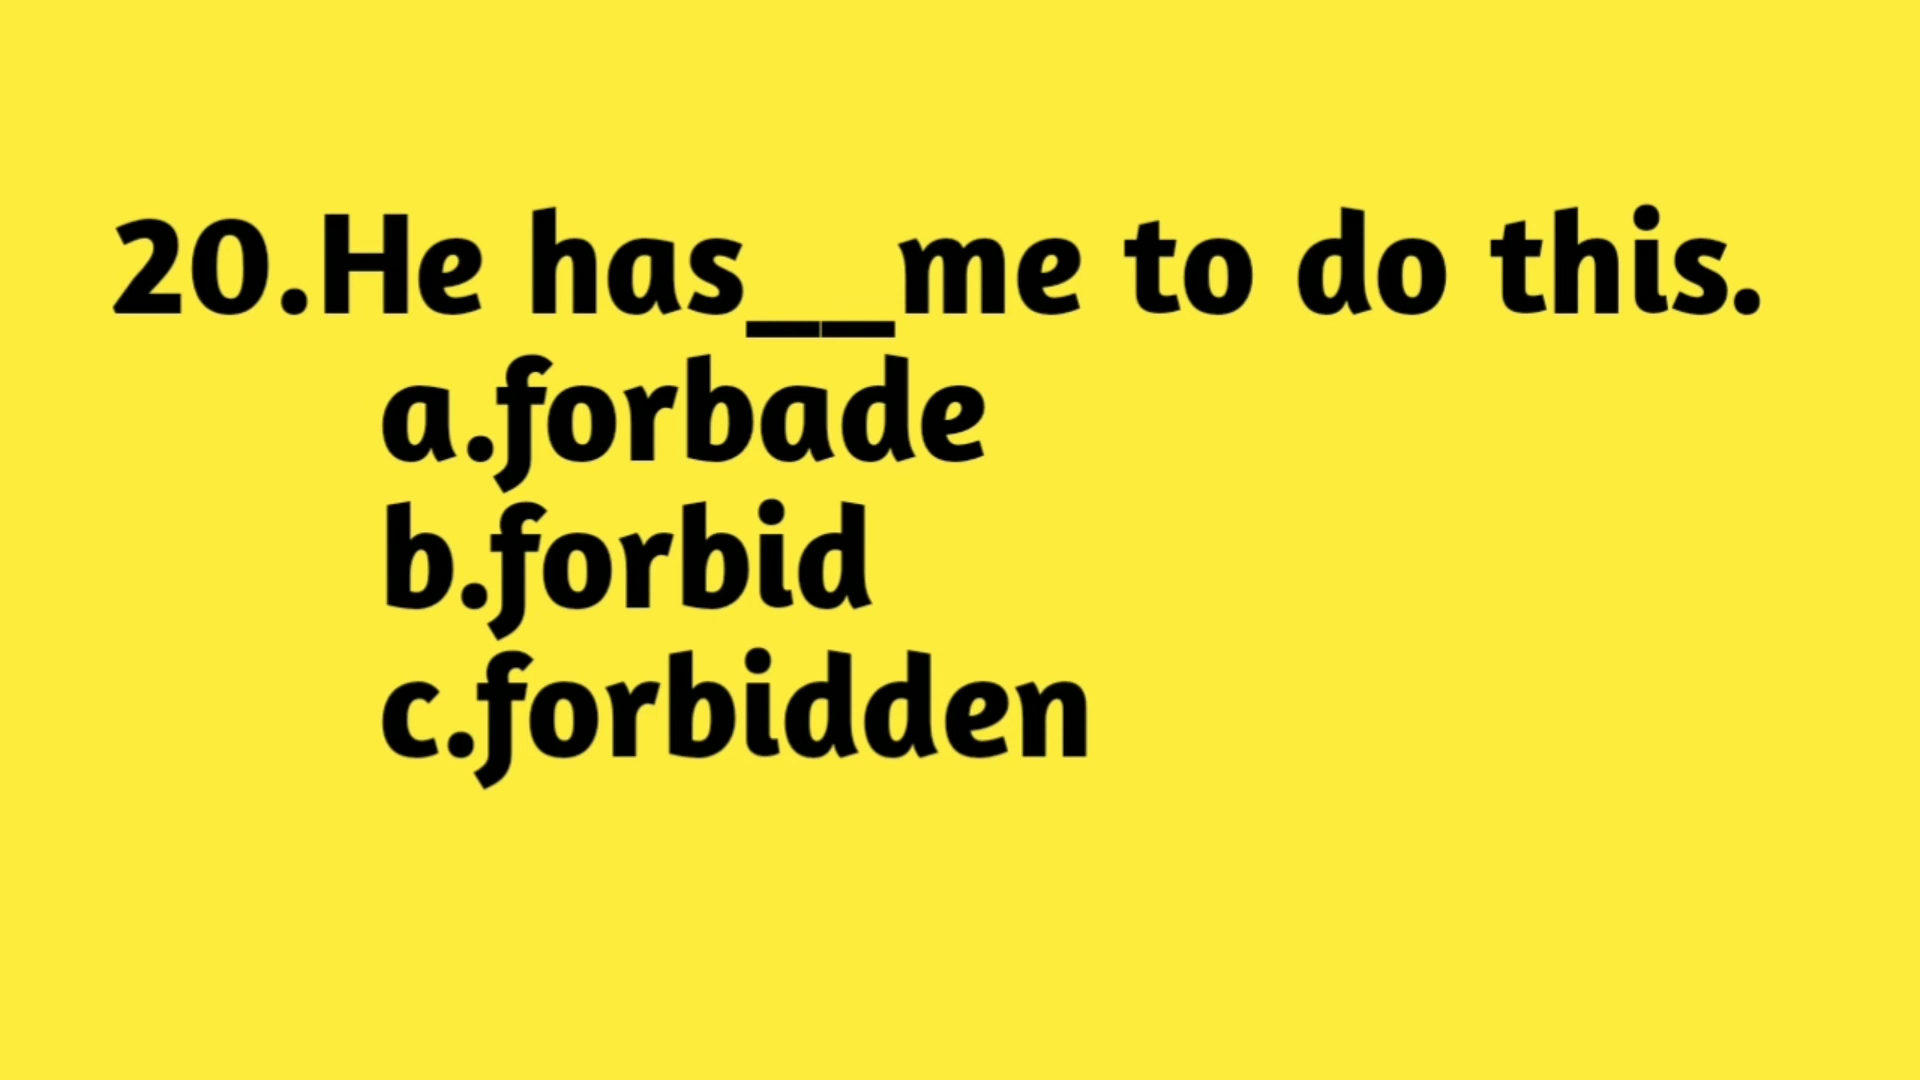 20.He has__me to do this.
a.forbade
b.forbid
c.forbidden